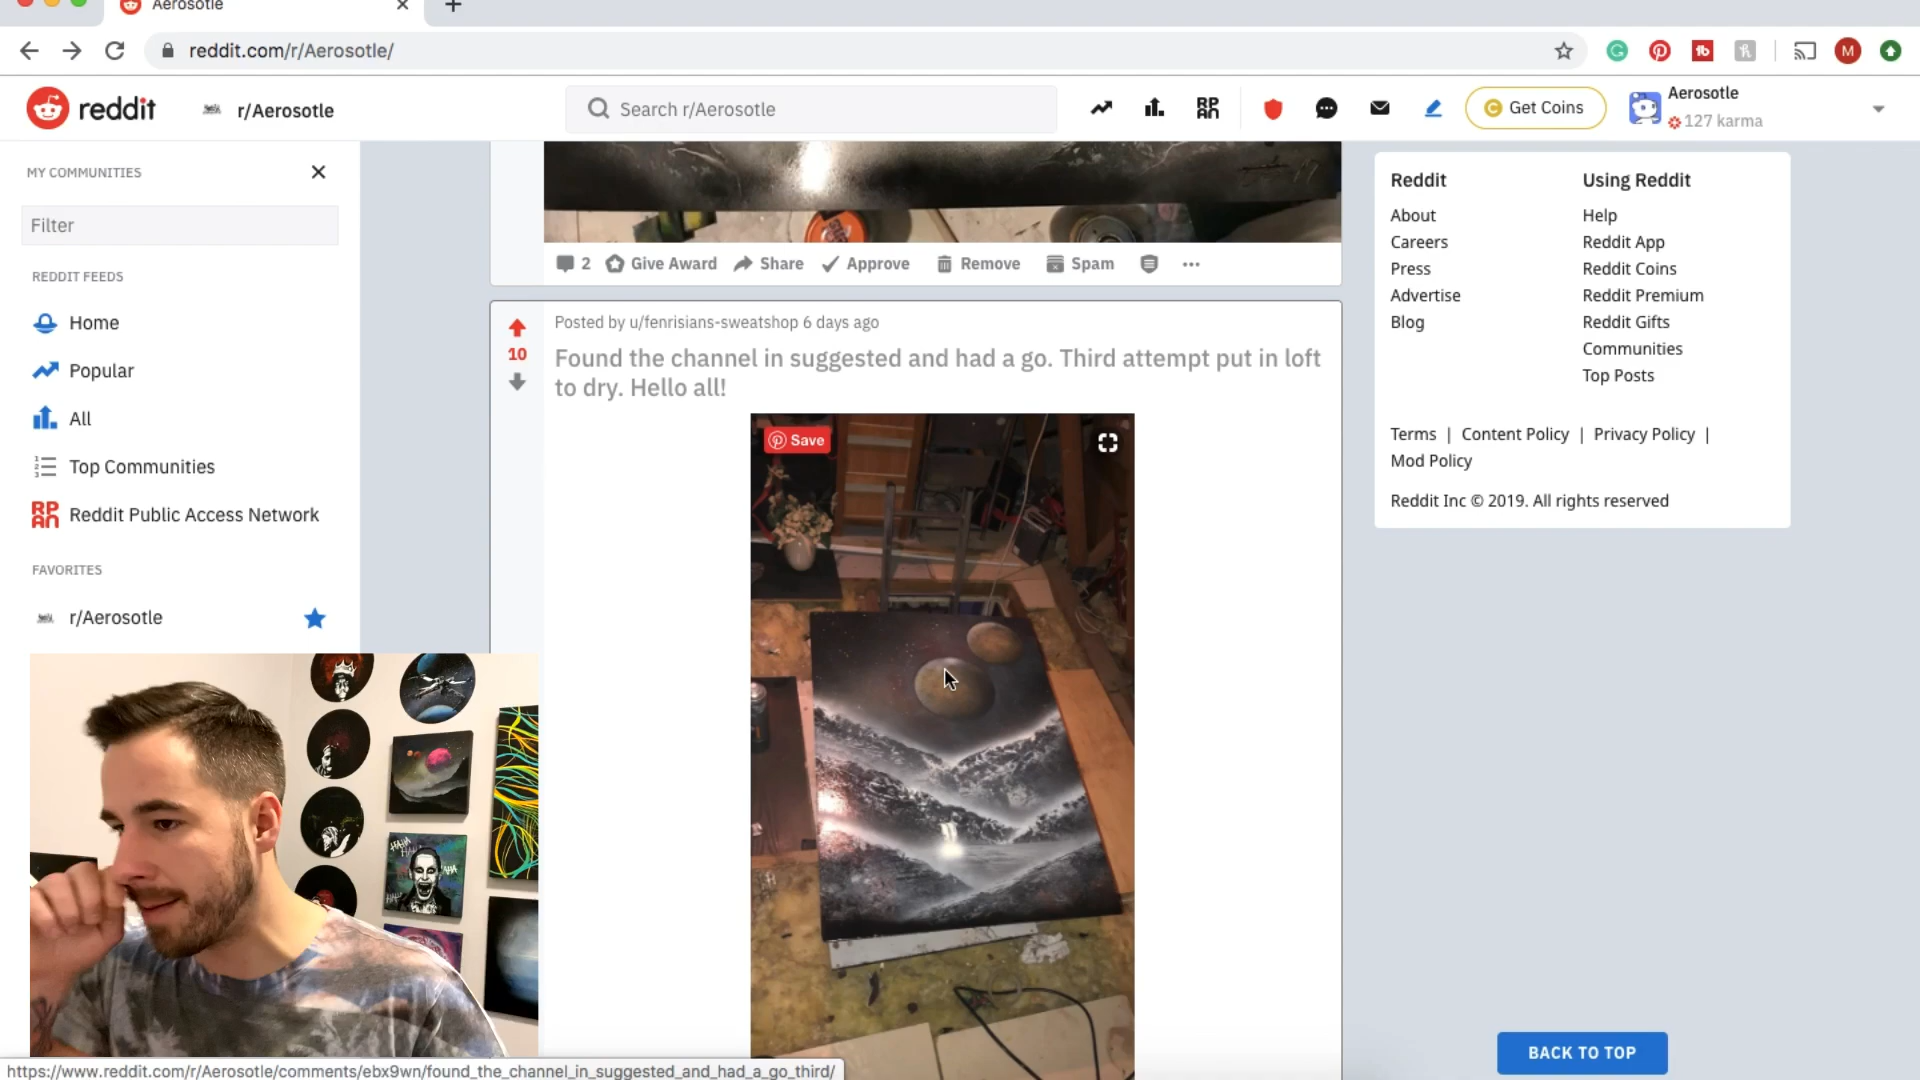 Aerosotle
reddit.com/r/Aerosotle/
M
reddit
r/Aerosotle
Search r/Aerosotle
Get Coins
Aerosotle
127 karma
MY COMMUNITIES
Filter
REDDIT FEEDS
Home
Popular
All
Top Communities
Reddit Public Access Network
FAVORITES
r/Aerosotle
2
Give Award
Share
Approve
Remove
Spam
Posted by u/fenrisians-sweatshop 6 days ago
10
Found the channel in suggested and had a go. Third attempt put in loft
to dry. Hello all!
Save
Reddit
About
Careers
Press
Advertise
Blog
Using Reddit
Help
Reddit App
Reddit Coins
Reddit Premium
Reddit Gifts
Communities
Top Posts
Terms | Content Policy | Privacy Policy |
Mod Policy
Reddit Inc © 2019. All rights reserved
BACK TO TOP
https://www.reddit.com/r/Aerosotle/comments/ebx9wn/found_the_channel_in_suggested_and_had_a_go_third/